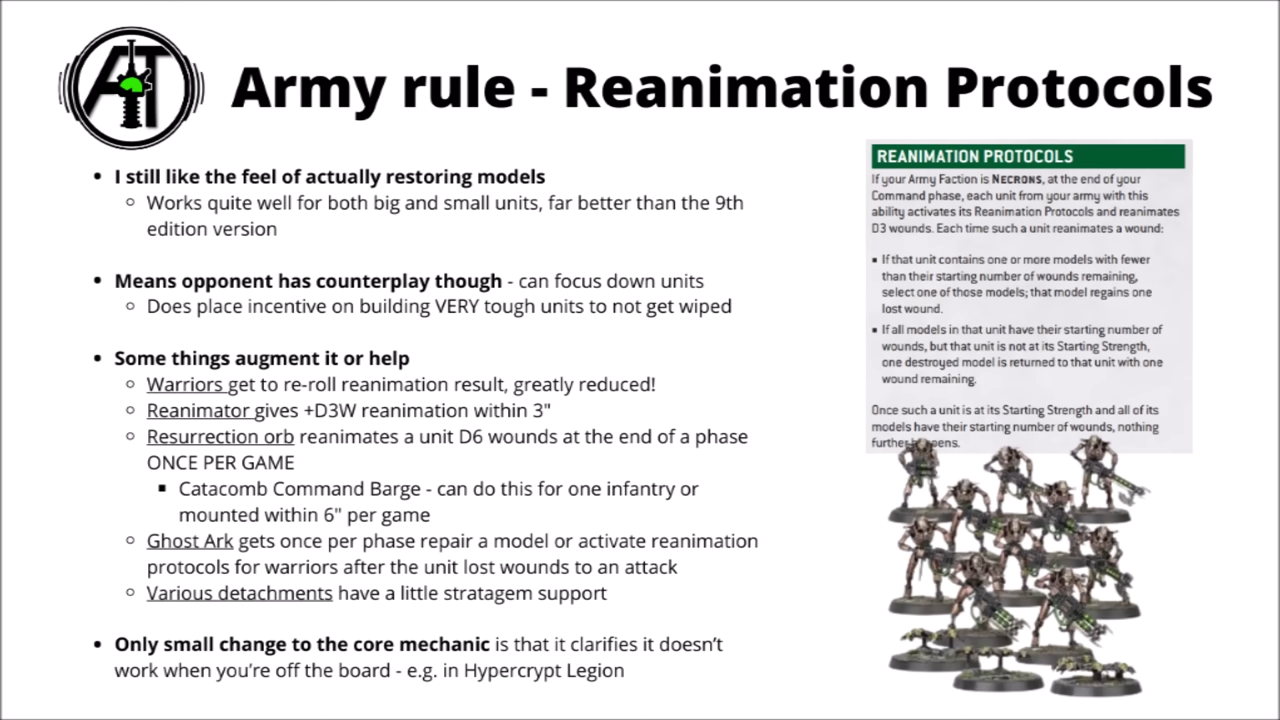 AT
Army rule - Reanimation Protocols
• I still like the feel of actually restoring models
○ Works quite well for both big and small units, far better than the 9th
edition version
• Means opponent has counterplay though - can focus down units
○ Does place incentive on building VERY tough units to not get wiped
• Some things augment it or help
○ Warriors get to re-roll reanimation result, greatly reduced!
○ Reanimator gives +D3W reanimation within 3"
○ Resurrection orb reanimates a unit D6 wounds at the end of a phase
ONCE PER GAME
▪ Catacomb Command Barge - can do this for one infantry or
mounted within 6" per game
○ Ghost Ark gets once per phase repair a model or activate reanimation
protocols for warriors after the unit lost wounds to an attack
○ Various detachments have a little stratagem support
• Only small change to the core mechanic is that it clarifies it doesn't
work when you're off the board - e.g. in Hypercrypt Legion
REANIMATION PROTOCOLS
If your Army Faction is NECRONS, at the end of your
Command phase, each unit from your army with this
ability activates its Reanimation Protocols and reanimates
D3 wounds. Each time such a unit reanimates a wound:
▪ If that unit contains one or more models with fewer
than their starting number of wounds remaining,
select one of those models; that model regains one
lost wound.
▪ If all models in that unit have their starting number of
wounds, but that unit is not at its Starting Strength,
one destroyed model is returned to that unit with one
wound remaining.
Once such a unit is at its Starting Strength and all of its
models have their starting number of wounds, nothing
further